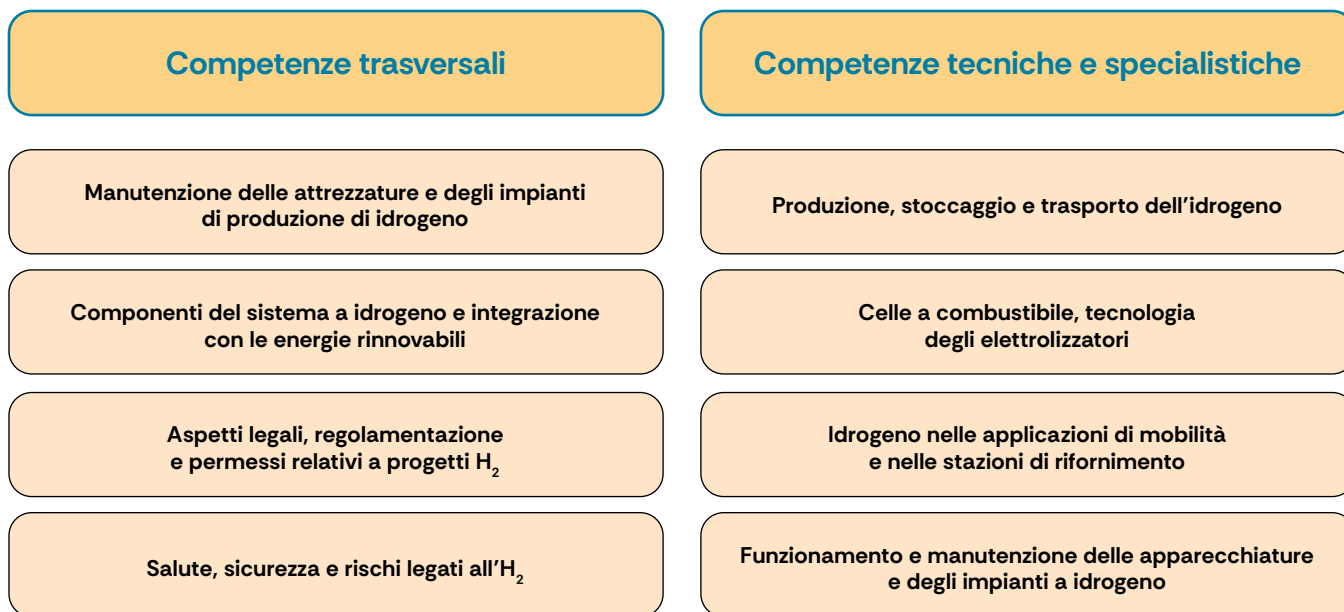 Competenze trasversali
Manutenzione delle attrezzature e degli impianti
di produzione di idrogeno
Componenti del sistema a idrogeno e integrazione
con le energie rinnovabili
Aspetti legali, regolamentazione
e permessi relativi a progetti H₂
Salute, sicurezza e rischi legati all'H₂
Competenze tecniche e specialistiche
Produzione, stoccaggio e trasporto dell'idrogeno
Celle a combustibile, tecnologia
degli elettrolizzatori
Idrogeno nelle applicazioni di mobilità
e nelle stazioni di rifornimento
Funzionamento e manutenzione delle apparecchiature
e degli impianti a idrogeno